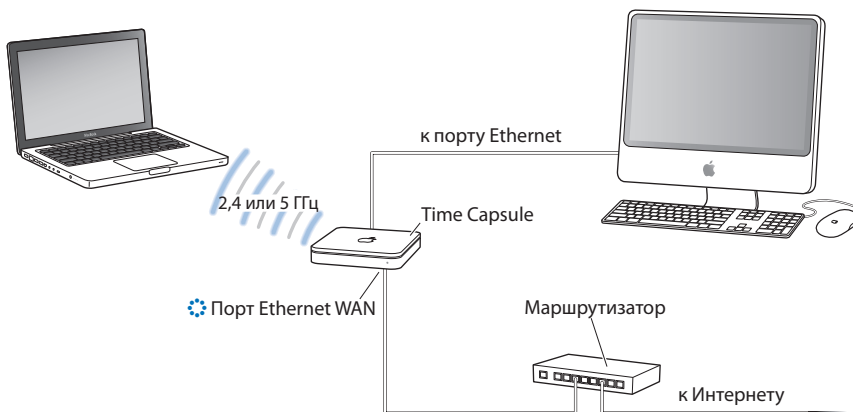 к порту Ethernet
2,4 или 5 ГГц
Time Capsule
Порт Ethernet WAN
Маршрутизатор
к Интернету